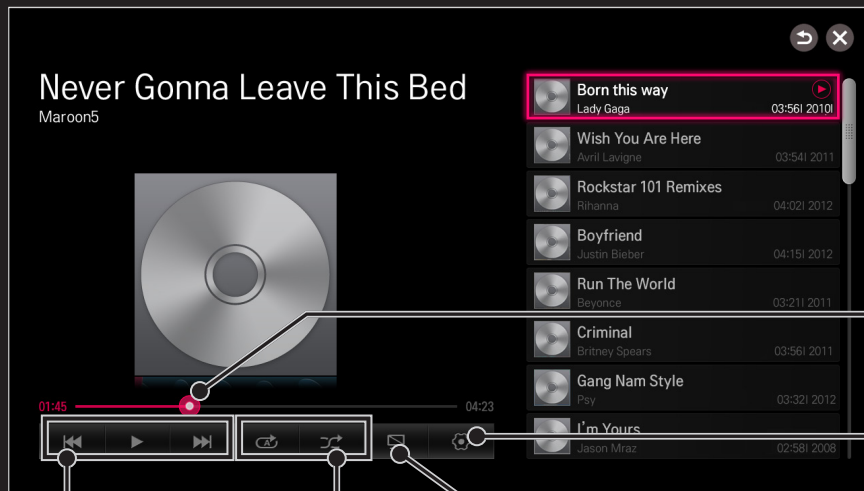 Never Gonna Leave This Bed
Maroon5
01:45
04:23
A
Born this way
Lady Gaga 03:56| 2010|
Wish You Are Here
Avril Lavigne 03:54| 2011
Rockstar 101 Remixes
Rihanna 04:02| 2012
Boyfriend
Justin Bieber 04:15| 2012
Run The World
Beyonce 03:21| 2011
Criminal
Britney Spears 03:56| 2011
Gang Nam Style
Psy 03:32| 2012
I'm Yours
Jason Mraz 02:58| 2008